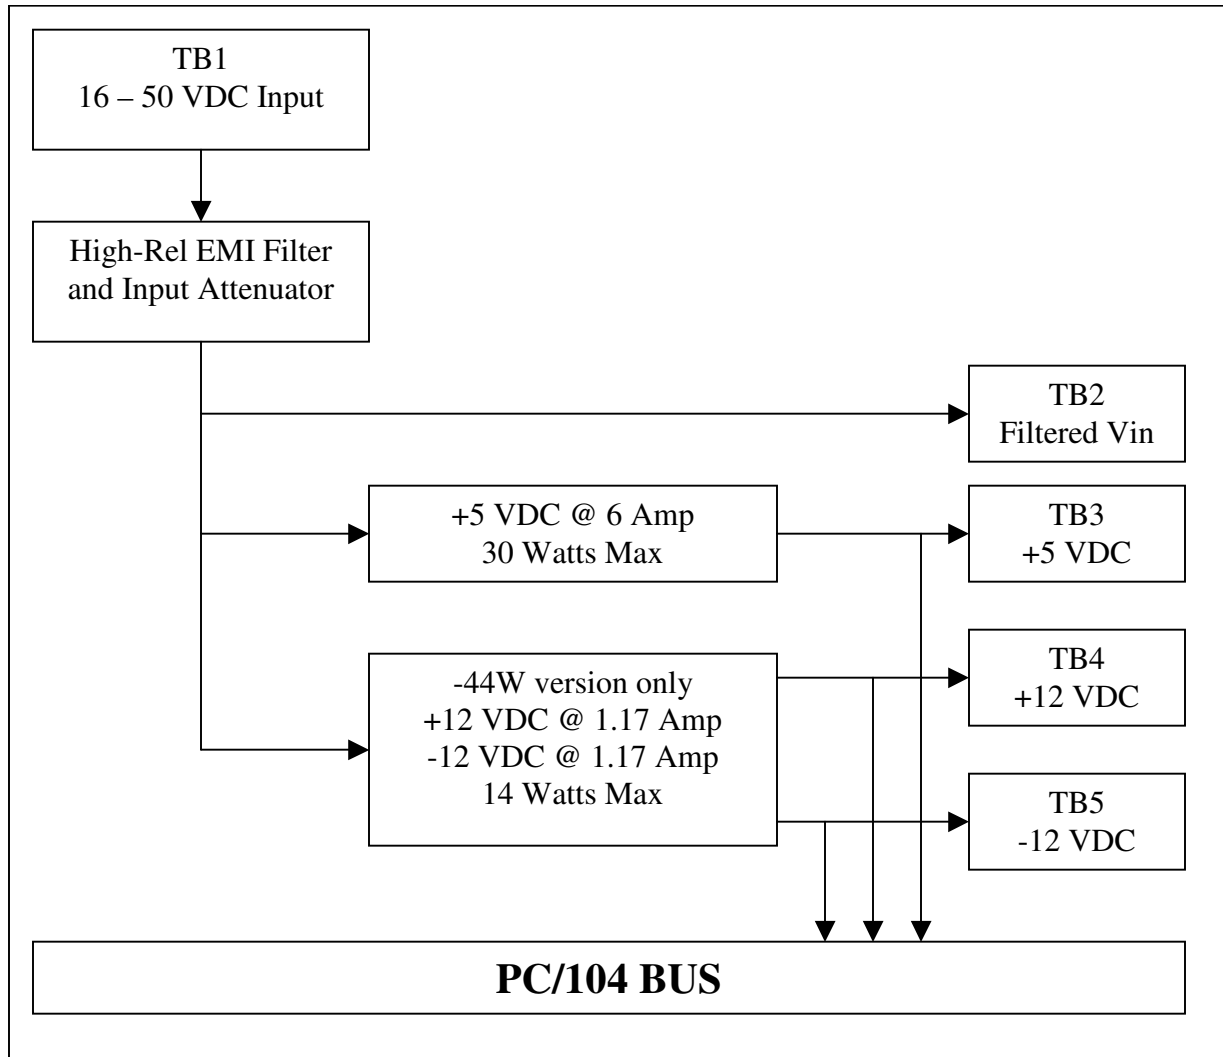 TB1
16 – 50 VDC Input
High-Rel EMI Filter
and Input Attenuator
TB2
Filtered Vin
+5 VDC @ 6 Amp
30 Watts Max
TB3
+5 VDC
-44W version only
+12 VDC @ 1.17 Amp
-12 VDC @ 1.17 Amp
14 Watts Max
TB4
+12 VDC
TB5
-12 VDC
PC/104 BUS